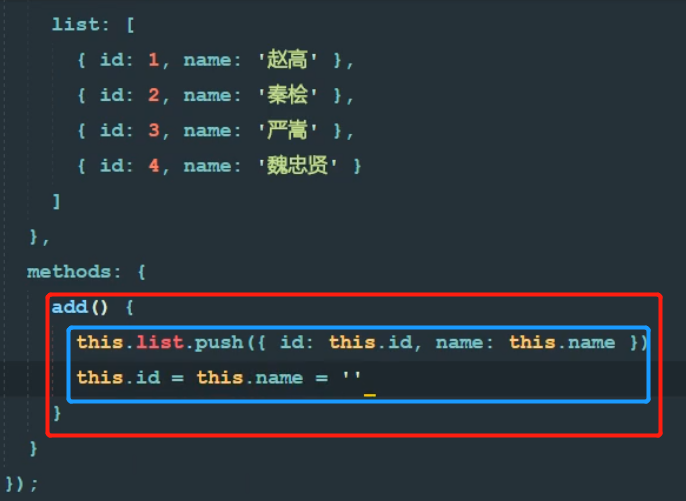 list: [
{ id: 1, name: '赵高' },
{ id: 2, name: '秦桧' },
{ id: 3, name: '严嵩' },
{ id: 4, name: '魏忠贤' }
]
},
methods: {
add() {
this.list.push({ id: this.id, name: this.name })
this.id = this.name = ''
}
}
});